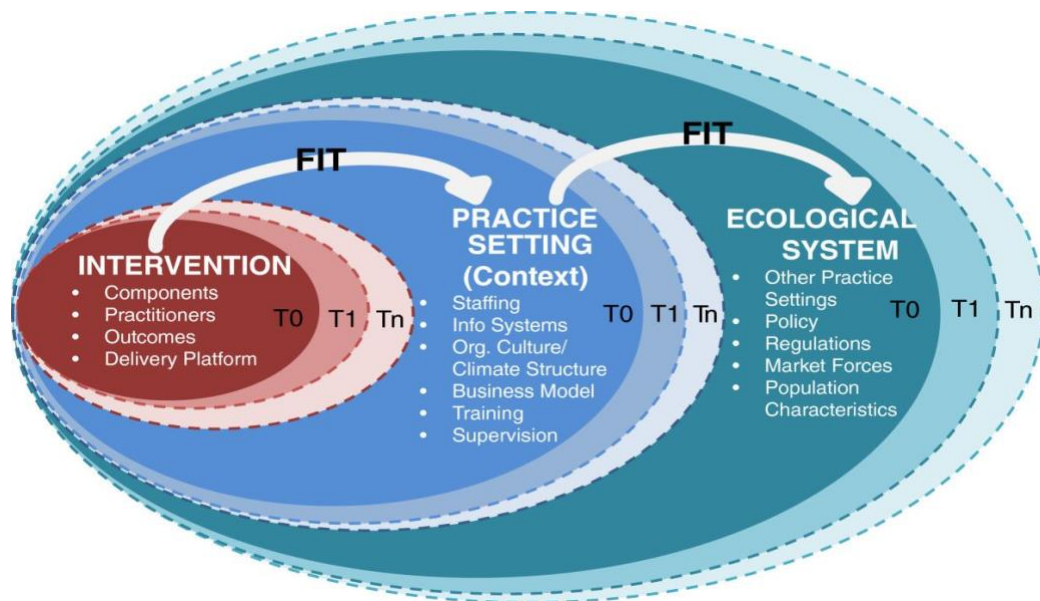 FIT
FIT
INTERVENTION
• Components
• Practitioners
• Outcomes
• Delivery Platform
T0
T1
Tn
PRACTICE
SETTING
(Context)
• Staffing
• Info Systems
• Org. Culture/
Climate Structure
• Business Model
• Training
• Supervision
T0
T1
Tn
ECOLOGICAL
SYSTEM
• Other Practice
Settings
• Policy
• Regulations
• Market Forces
• Population
Characteristics
T0
T1
Tn